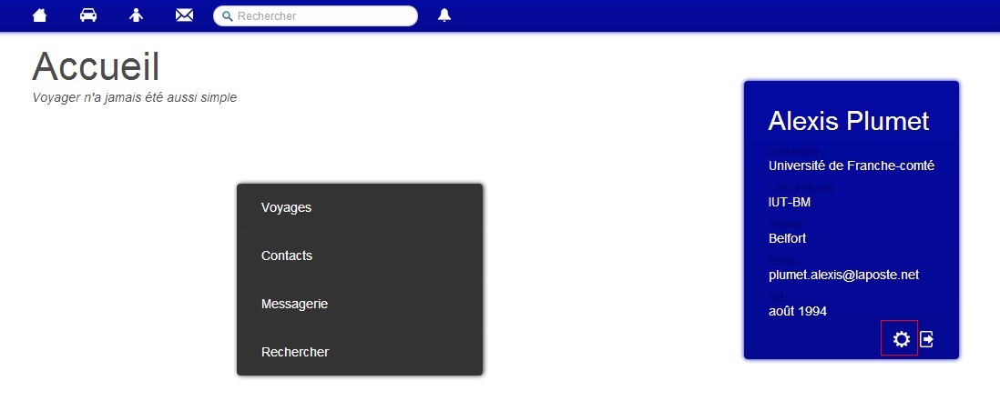 Rechercher
Accueil
Voyager n'a jamais été aussi simple
Alexis Plumet
Université
Université de Franche-comté
Lieu d'études
IUT-BM
Habite
Belfort
Email
plumet.alexis@laposte.net
Né
août 1994
Voyages
Contacts
Messagerie
Rechercher